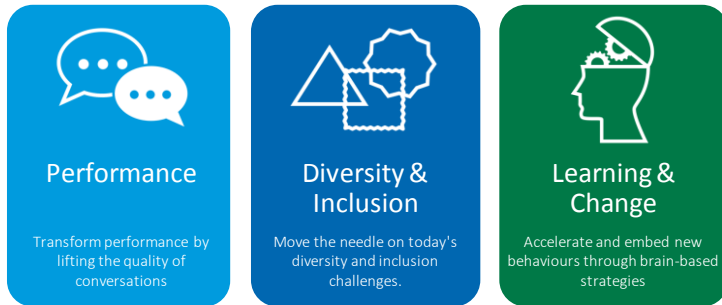 Performance
Transform performance by
lifting the quality of
conversations
Diversity &
Inclusion
Move the needle on today's
diversity and inclusion
challenges.
Learning &
Change
Accelerate and embed new
behaviours through brain-based
strategies